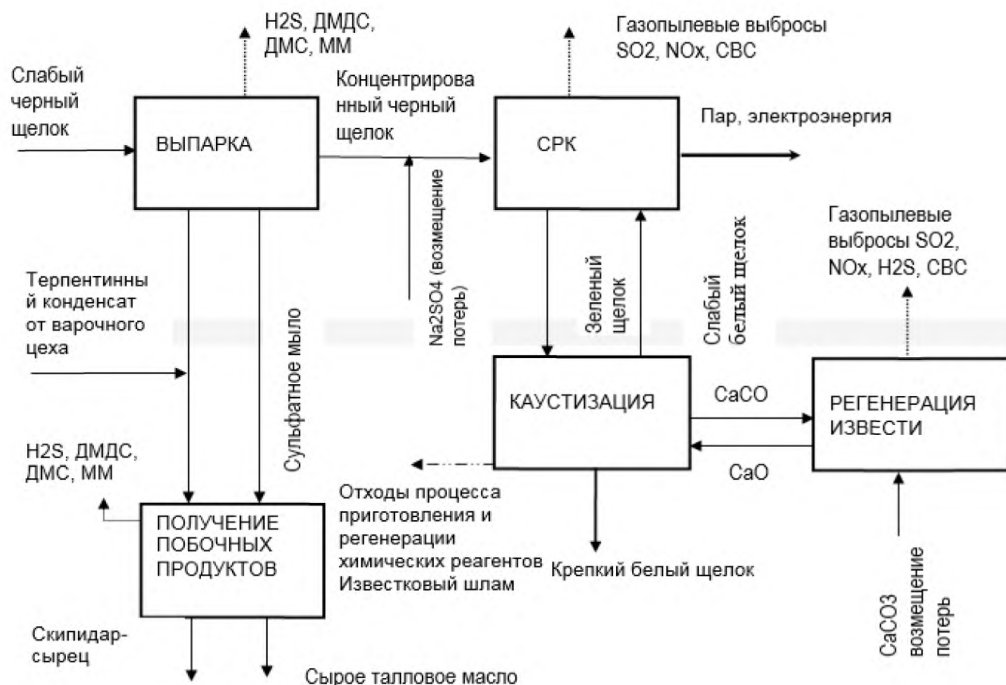 H2S, ДМДС,
ДМС, ММ
Газопылевые выбросы
SO2, NOx, СВС
Слабый
черный
щелок
Концентрирова
нный черный
щелок
ВЫПАРКА
СРК
Пар, электроэнергия
Газопылевые
выбросы SO2,
NOx, H2S, СВС
Терпентинны
й конденсат
от варочного
цеха
Сульфатное мыло
Na2SO4 (возмещение
потерь)
Зеленый
щелок
Слабый
белый щелок
КАУСТИЗАЦИЯ
CaCO
CaO
РЕГЕНЕРАЦИЯ
ИЗВЕСТИ
H2S, ДМДС,
ДМС, ММ
ПОЛУЧЕНИЕ
ПОБОЧНЫХ
ПРОДУКТОВ
Отходы процесса
приготовления и
регенерации
химических реагентов
Известковый шлам
Крепкий белый щелок
CaCO3
возмещение
потерь
Скипидар-
сырец
Сырое талловое масло